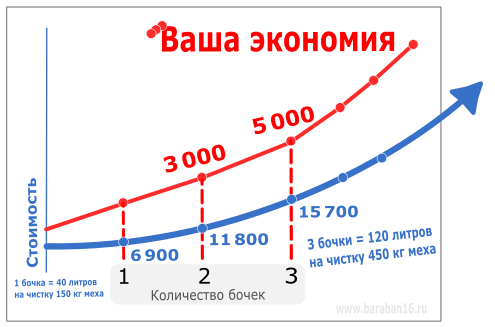 Ваша экономия
5 000
3 000
15 700
11 800
6 900
Стоимость
3 бочки = 120 литров
на чистку 450 кг меха
1 бочка = 40 литров
на чистку 150 кг меха
1 2 3
Количество бочек
www.baraban16.ru